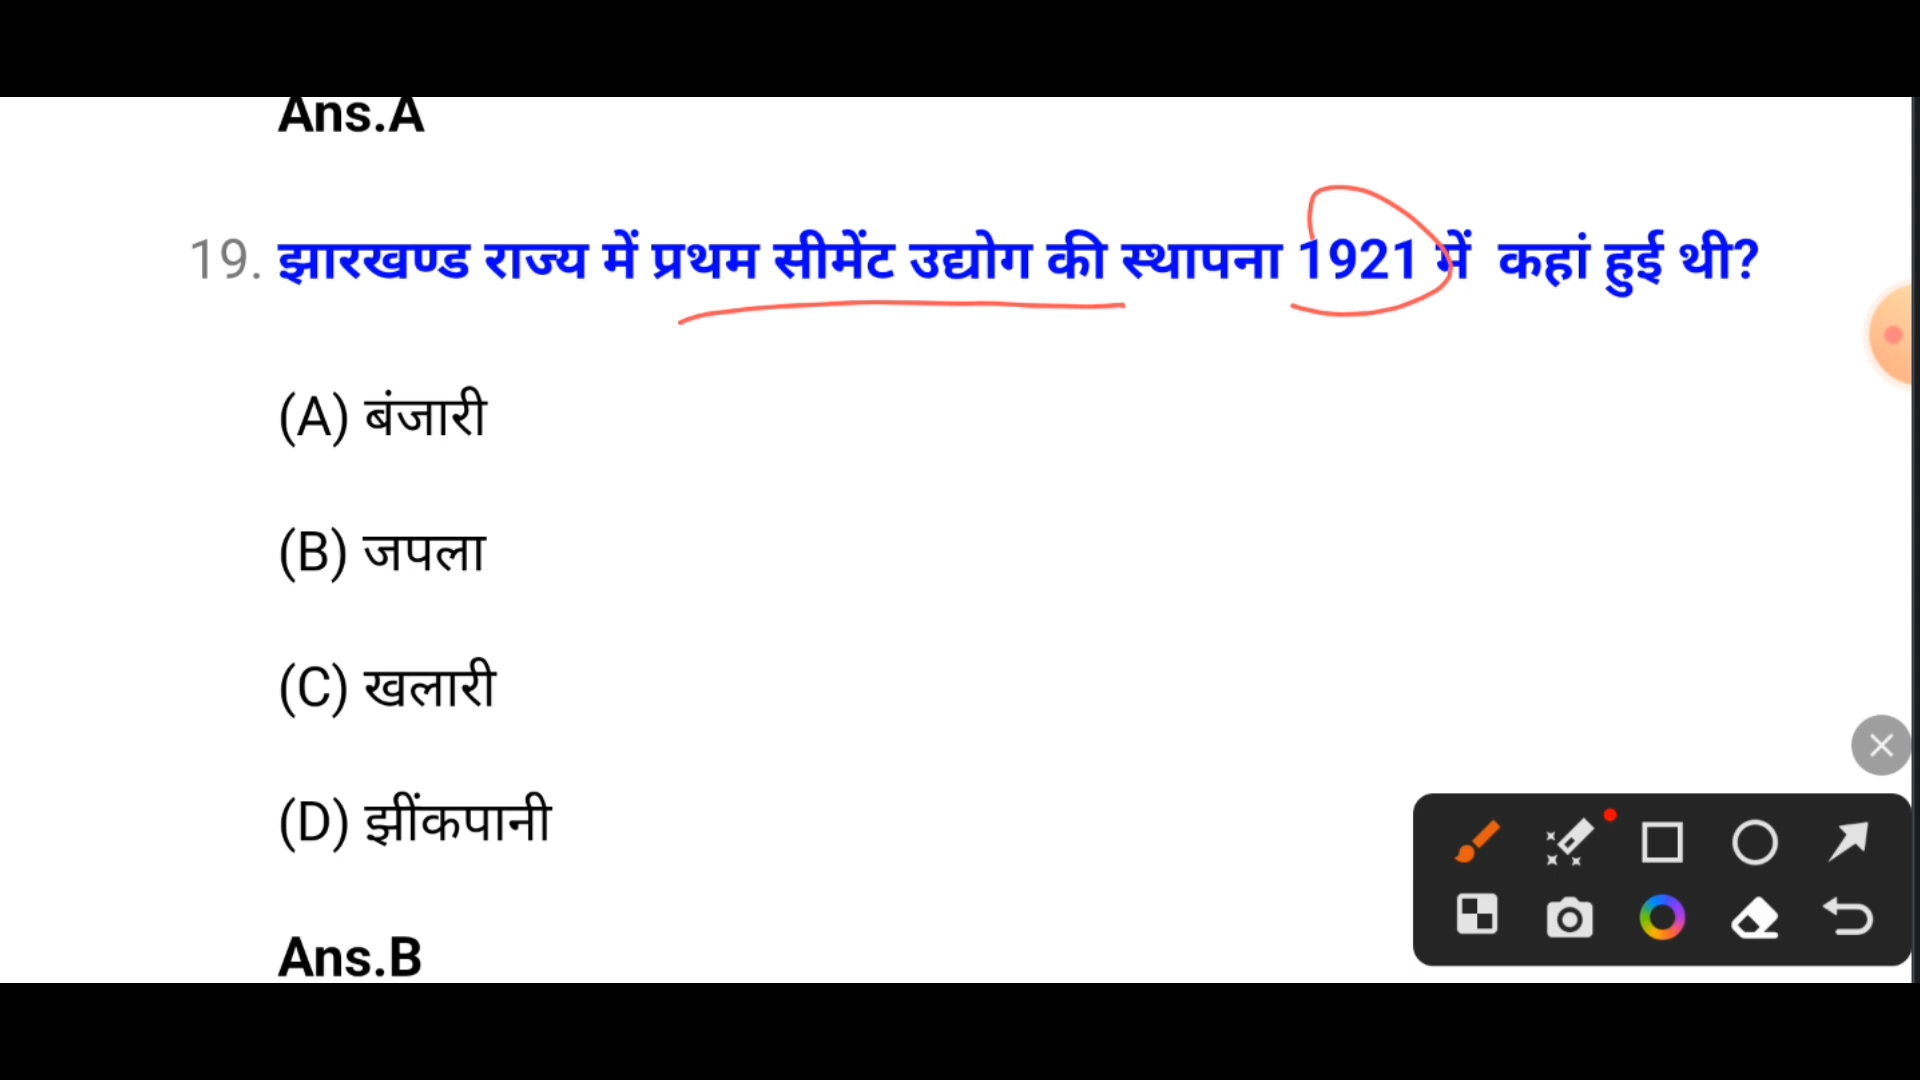 Ans.A
19. झारखण्ड राज्य में प्रथम सीमेंट उद्योग की स्थापना 1921 में कहां हुई थी?
(A) बंजारी
(B) जपला
(C) खलारी
(D) झींकपानी
Ans.B